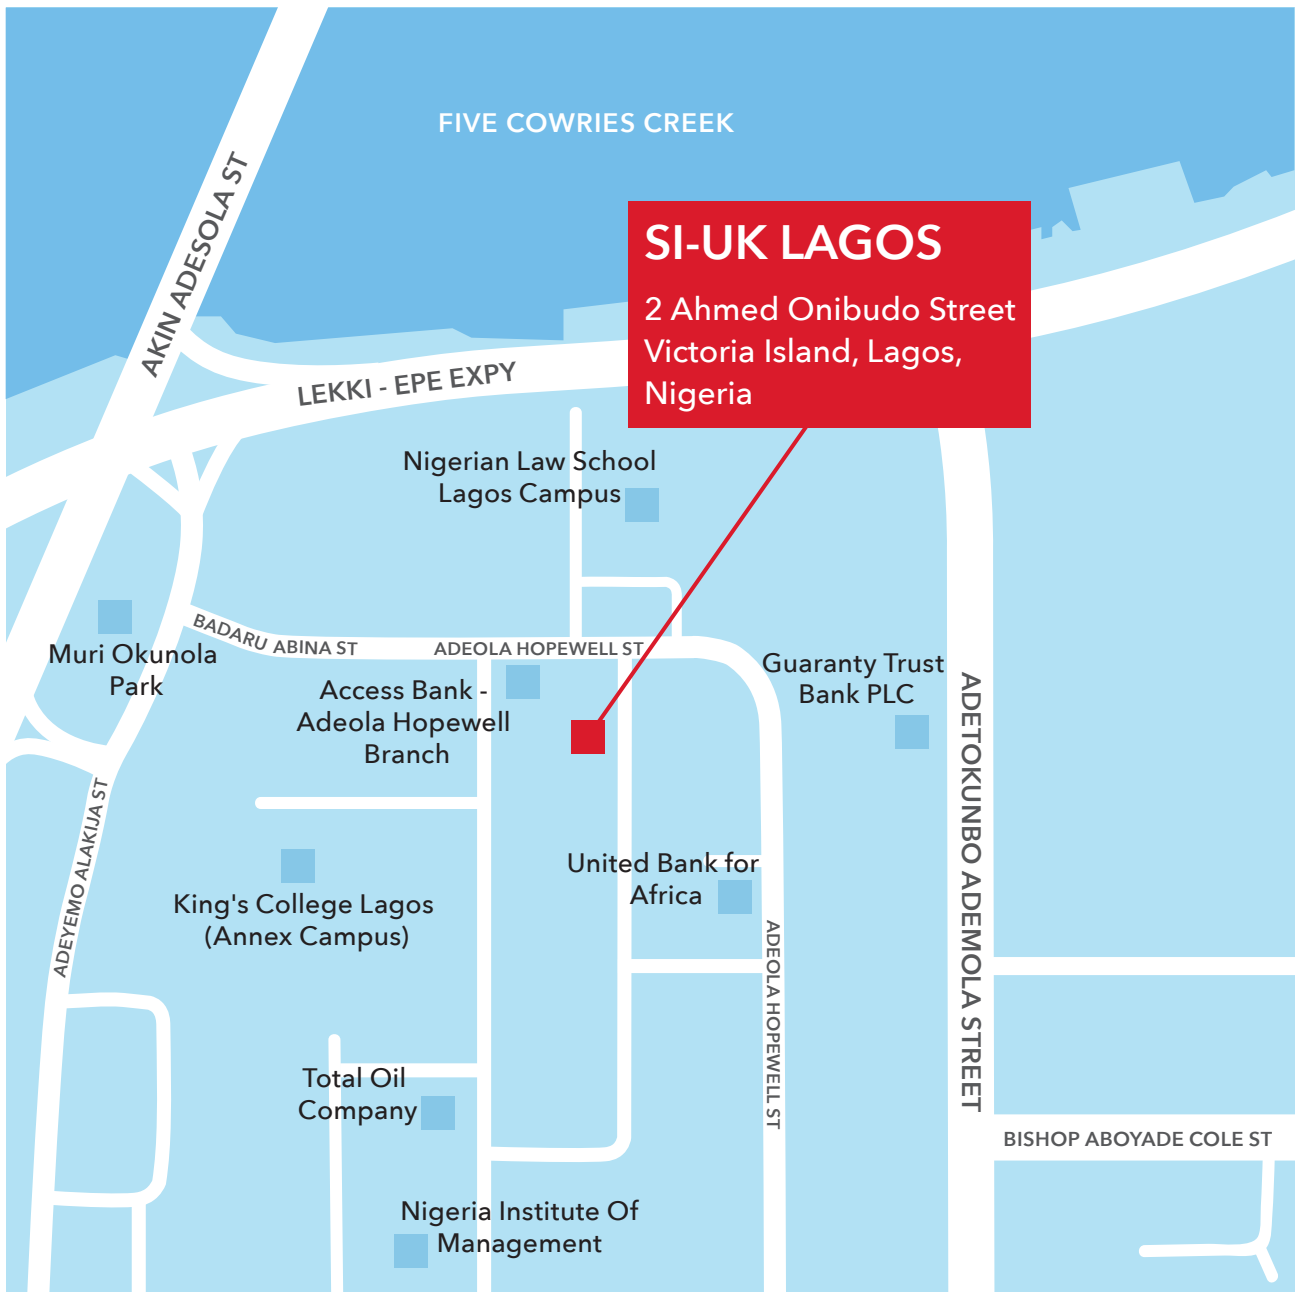 FIVE COWRIES CREEK
AKIN ADESOLA ST
SI-UK LAGOS
2 Ahmed Onibudo Street
Victoria Island, Lagos,
Nigeria
LEKKI - EPE EXPY
Nigerian Law School
Lagos Campus
BADARU ABINA ST
ADEOLA HOPEWELL ST
Muri Okunola
Park
Access Bank -
Adeola Hopewell
Branch
Guaranty Trust
Bank PLC
ADETOKUNBO ADEMOLA STREET
ADEYEMO ALAKIJA ST
United Bank for
Africa
King's College Lagos
(Annex Campus)
ADEOLA HOPEWELL ST
Total Oil
Company
BISHOP ABOYADE COLE ST
Nigeria Institute Of
Management